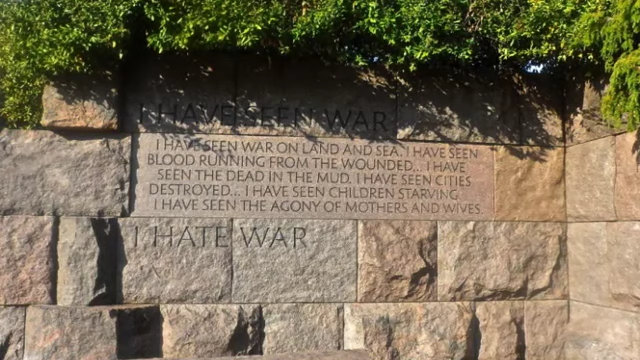 I HAVE SEEN WAR
I HAVE SEEN WAR ON LAND AND SEA. I HAVE SEEN
BLOOD RUNNING FROM THE WOUNDED... I HAVE
SEEN THE DEAD IN THE MUD. I HAVE SEEN CITIES
DESTROYED... I HAVE SEEN CHILDREN STARVING
I HAVE SEEN THE AGONY OF MOTHERS AND WIVES
I HATE WAR